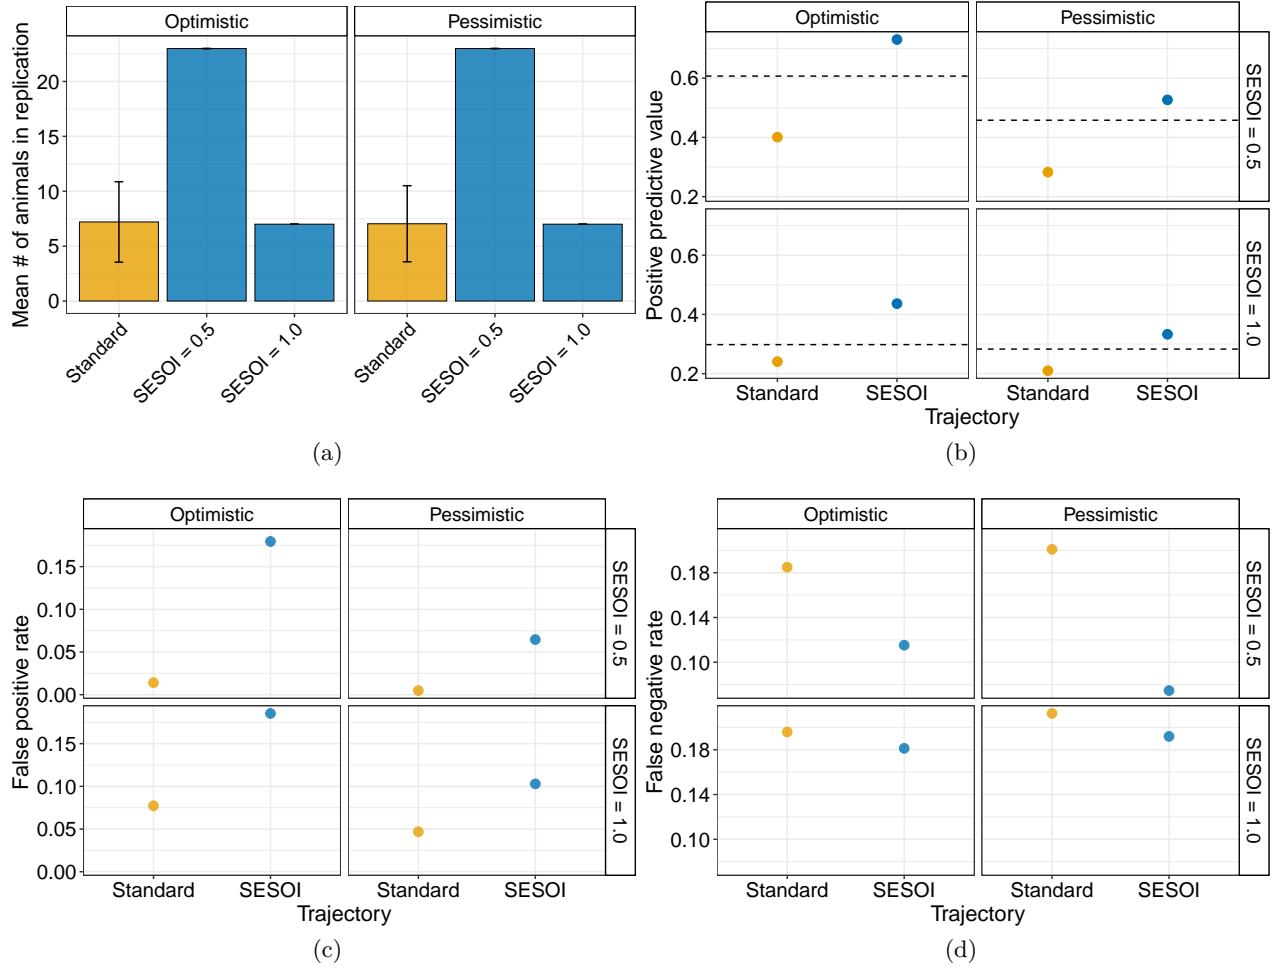 Optimistic
Pessimistic
Mean # of animals in replication
20
15
10
5
0
Standard
SESOI = 0.5
SESOI = 1.0
Standard
SESOI = 0.5
SESOI = 1.0
(a)
Optimistic
Pessimistic
Positive predictive value
0.6
0.4
0.2
SESOI = 0.5
0.6
0.4
0.2
SESOI = 1.0
Standard
SESOI
Standard
SESOI
Trajectory
(b)
Optimistic
Pessimistic
False positive rate
0.15
0.10
0.05
0.00
SESOI = 0.5
0.15
0.10
0.05
0.00
SESOI = 1.0
Standard
SESOI
Standard
SESOI
Trajectory
(c)
Optimistic
Pessimistic
False negative rate
0.18
0.14
0.10
SESOI = 0.5
0.18
0.14
0.10
SESOI = 1.0
Standard
SESOI
Standard
SESOI
Trajectory
(d)